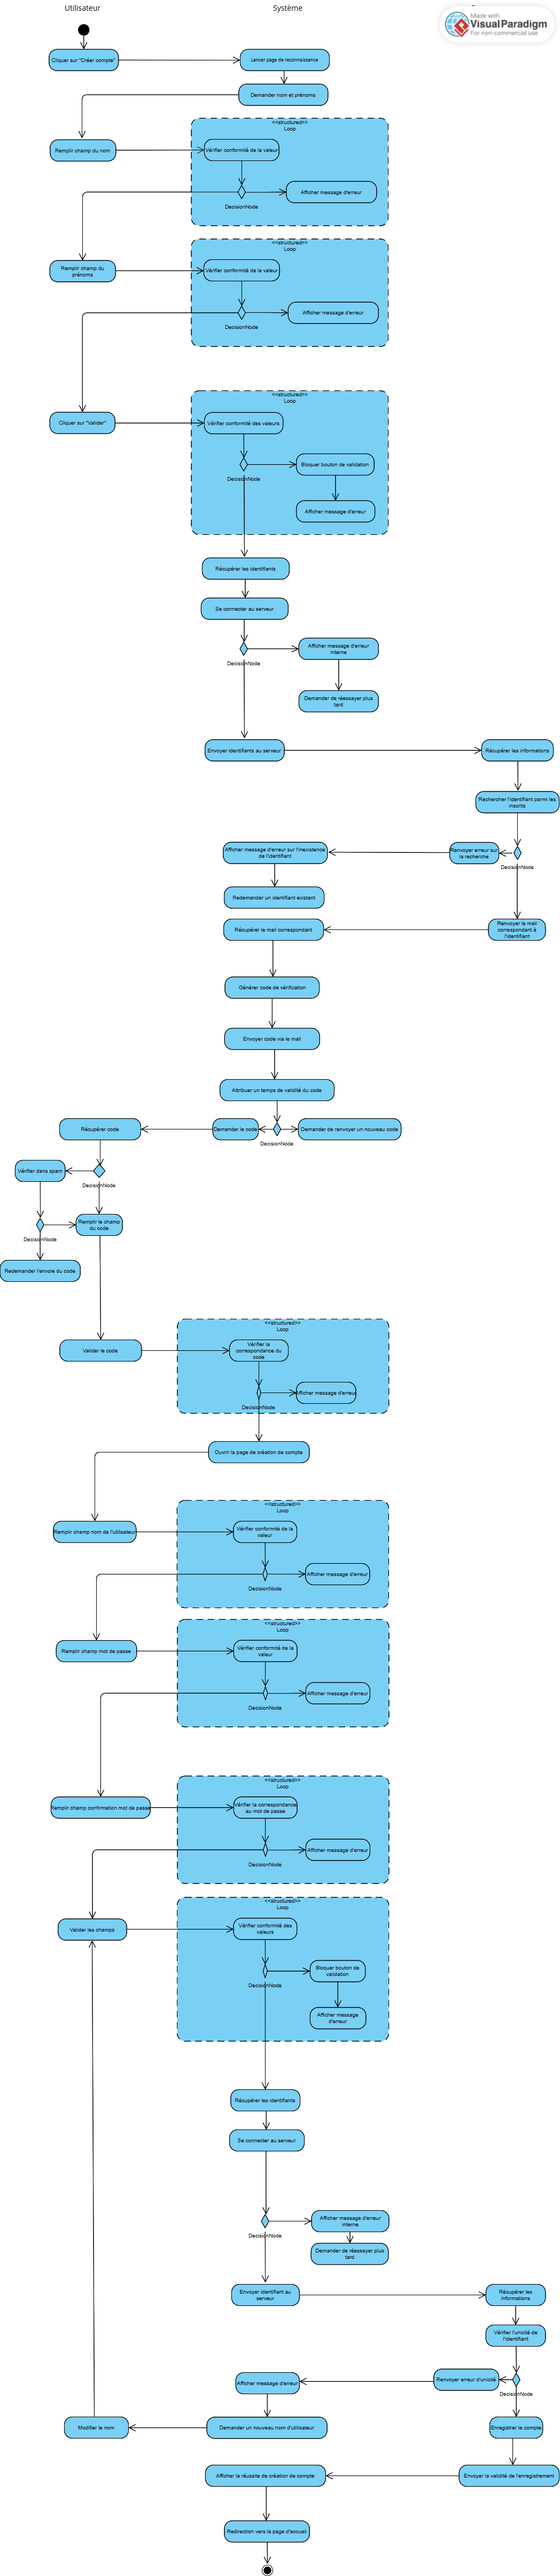 Utilisateur
Système
Made with
VisualParadigm
For non-commercial use
Cliquer sur "Créer compte"
Lancer page de reconnaissance
Demander nom et prénoms
<<structured>>
Loop
Remplir champ du nom
Vérifier conformité de la valeur
Afficher message d'erreur
DecisionNode
<<structured>>
Loop
Remplir champ du
prénoms
Vérifier conformité de la valeur
Afficher message d'erreur
DecisionNode
<<structured>>
Loop
Cliquer sur "Valider"
Vérifier conformité des valeurs
Bloquer bouton de validation
DecisionNode
Afficher message d'erreur
Récupérer les identifiants
Se connecter au serveur
Afficher message d'erreur
interne
DecisionNode
Demander de réessayer plus
tard
Envoyer identifiants au serveur
Récupérer les informations
Rechercher l'identifiant parmi les
inscrits
Afficher message d'erreur sur l'inexistence
de l'identifiant
Renvoyer erreur sur
la recherche
DecisionNode
Redemander un identifiant existant
Récupérer le mail correspondant
Renvoyer le mail
correspondant à
l'identifiant
Générer code de vérification
Envoyer code via le mail
Attribuer un temps de validité du code
Récupérer code
Demander le code
Demander de renvoyer un nouveau code
DecisionNode
Vérifier dans spam
DecisionNode
Remplir le champ
du code
DecisionNode
Redemander l'envoie du code
<<structured>>
Loop
Valider le code
Vérifier la
correspondance du
code
Afficher message d'erreur
DecisionNode
Ouvrir la page de création de compte
<<structured>>
Loop
Remplir champ nom de l'utilisateur
Vérifier conformité de la
valeur
Afficher message d'erreur
DecisionNode
<<structured>>
Loop
Remplir champ mot de passe
Vérifier conformité de la
valeur
Afficher message d'erreur
DecisionNode
<<structured>>
Loop
Remplir champ confirmation mot de passe
Vérifier la correspondance
au mot de passe
Afficher message d'erreur
DecisionNode
<<structured>>
Loop
Valider les champs
Vérifier conformité des
valeurs
Bloquer bouton de
validation
DecisionNode
Afficher message
d'erreur
Récupérer les identifiants
Se connecter au serveur
Afficher message d'erreur
interne
DecisionNode
Demander de réessayer plus
tard
Envoyer identifiant au
serveur
Récupérer les
informations
Vérifier l'unicité de
l'identifiant
Afficher message d'erreur
Renvoyer erreur d'unicité
DecisionNode
Modifier le nom
Demander un nouveau nom d'utilisateur
Enregistrer le compte
Afficher la réussite de création de compte
Envoyer la validité de l'enregistrement
Redirection vers la page d'accueil